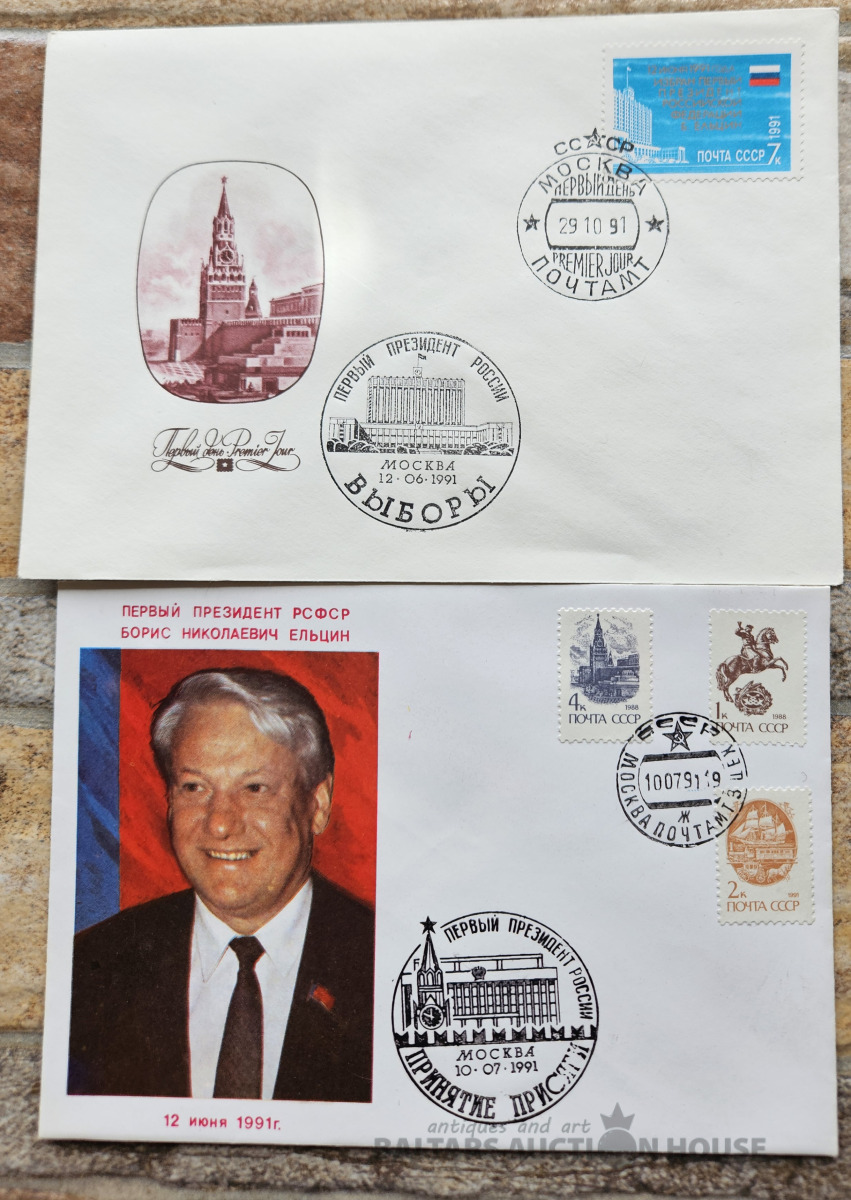 1991
ПОЧТА СССР 7к
СССР
МОСКВА
ПЕРВЫЙ ДЕНЬ
29 10 91
PREMIER JOUR
ПОЧТАМТ
ПЕРВЫЙ ПРЕЗИДЕНТ РОССИИ
МОСКВА
12·06·1991
ВЫБОРЫ
Первый день Premier Jour
ПЕРВЫЙ ПРЕЗИДЕНТ РСФСР
БОРИС НИКОЛАЕВИЧ ЕЛЬЦИН
4к 1988
ПОЧТА СССР
1к 1988
ПОЧТА СССР
СССР
МОСКВА ПОЧТАМТ
10079119
Ж
2к 1991
ПОЧТА СССР
ПЕРВЫЙ ПРЕЗИДЕНТ РОССИИ
МОСКВА
10·07·1991
ПРИНЯТИЕ ПРИСЯГИ
12 июня 1991г.
antiques and art
BALTARS AUCTION HOUSE